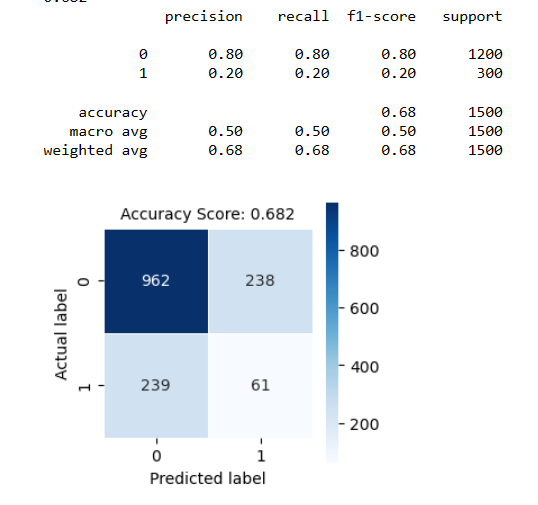 0.682
precision recall f1-score support
0 0.80 0.80 0.80 1200
1 0.20 0.20 0.20 300
accuracy 0.68 1500
macro avg 0.50 0.50 0.50 1500
weighted avg 0.68 0.68 0.68 1500
Accuracy Score: 0.682
Actual label
0
962 238
1
239 61
0 1
Predicted label
800
600
400
200